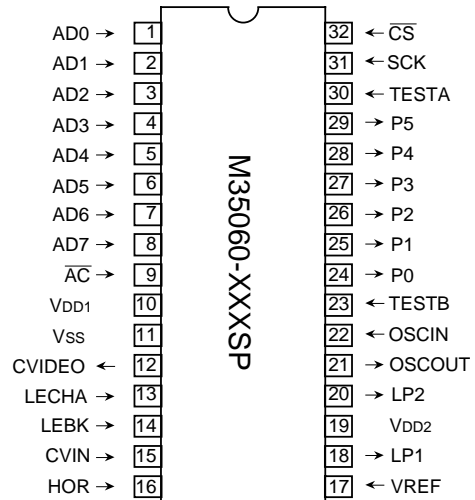 AD0 → 1 32 ← C̅S̅
AD1 → 2 31 ← SCK
AD2 → 3 30 ← TESTA
AD3 → 4 29 → P5
AD4 → 5 28 → P4
AD5 → 6 27 → P3
AD6 → 7 26 → P2
AD7 → 8 25 → P1
A̅C̅ → 9 24 → P0
VDD1 10 23 ← TESTB
VSS 11 22 ← OSCIN
CVIDEO ← 12 21 → OSCOUT
LECHA → 13 20 → LP2
LEBK → 14 19 VDD2
CVIN → 15 18 → LP1
HOR → 16 17 ← VREF
M35060-XXXSP